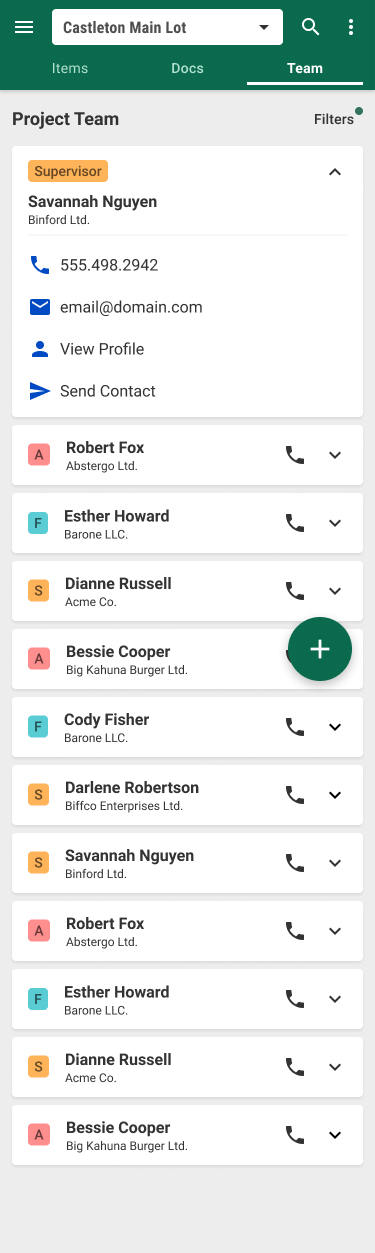 Castleton Main Lot
Items
Docs
Team
Project Team
Filters
Supervisor
Savannah Nguyen
Binford Ltd.
555.498.2942
email@domain.com
View Profile
Send Contact
A
Robert Fox
Abstergo Ltd.
F
Esther Howard
Barone LLC.
S
Dianne Russell
Acme Co.
A
Bessie Cooper
Big Kahuna Burger Ltd.
F
Cody Fisher
Barone LLC.
S
Darlene Robertson
Biffco Enterprises Ltd.
S
Savannah Nguyen
Binford Ltd.
A
Robert Fox
Abstergo Ltd.
F
Esther Howard
Barone LLC.
S
Dianne Russell
Acme Co.
A
Bessie Cooper
Big Kahuna Burger Ltd.